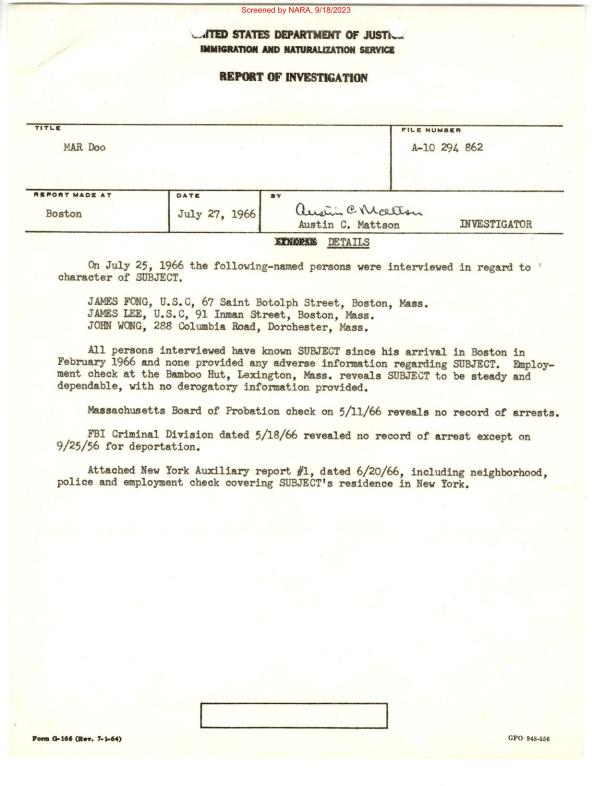 Screened by NARA, 9/18/2023
UNITED STATES DEPARTMENT OF JUSTICE
IMMIGRATION AND NATURALIZATION SERVICE
REPORT OF INVESTIGATION
TITLE
FILE NUMBER
MAR Doo
A-10 294 862
REPORT MADE AT
DATE
BY
Boston
July 27, 1966
Austin C Mattson
Austin C. Mattson
INVESTIGATOR
SYNOPSIS DETAILS
On July 25, 1966 the following-named persons were interviewed in regard to
character of SUBJECT.
JAMES FONG, U.S.C, 67 Saint Botolph Street, Boston, Mass.
JAMES LEE, U.S.C, 91 Inman Street, Boston, Mass.
JOHN WONG, 288 Columbia Road, Dorchester, Mass.
All persons interviewed have known SUBJECT since his arrival in Boston in
February 1966 and none provided any adverse information regarding SUBJECT. Employ-
ment check at the Bamboo Hut, Lexington, Mass. reveals SUBJECT to be steady and
dependable, with no derogatory information provided.
Massachusetts Board of Probation check on 5/11/66 reveals no record of arrests.
FBI Criminal Division dated 5/18/66 revealed no record of arrest except on
9/25/56 for deportation.
Attached New York Auxiliary report #1, dated 6/20/66, including neighborhood,
police and employment check covering SUBJECT's residence in New York.
Form G-166 (Rev. 7-1-64)
GPO 948-556